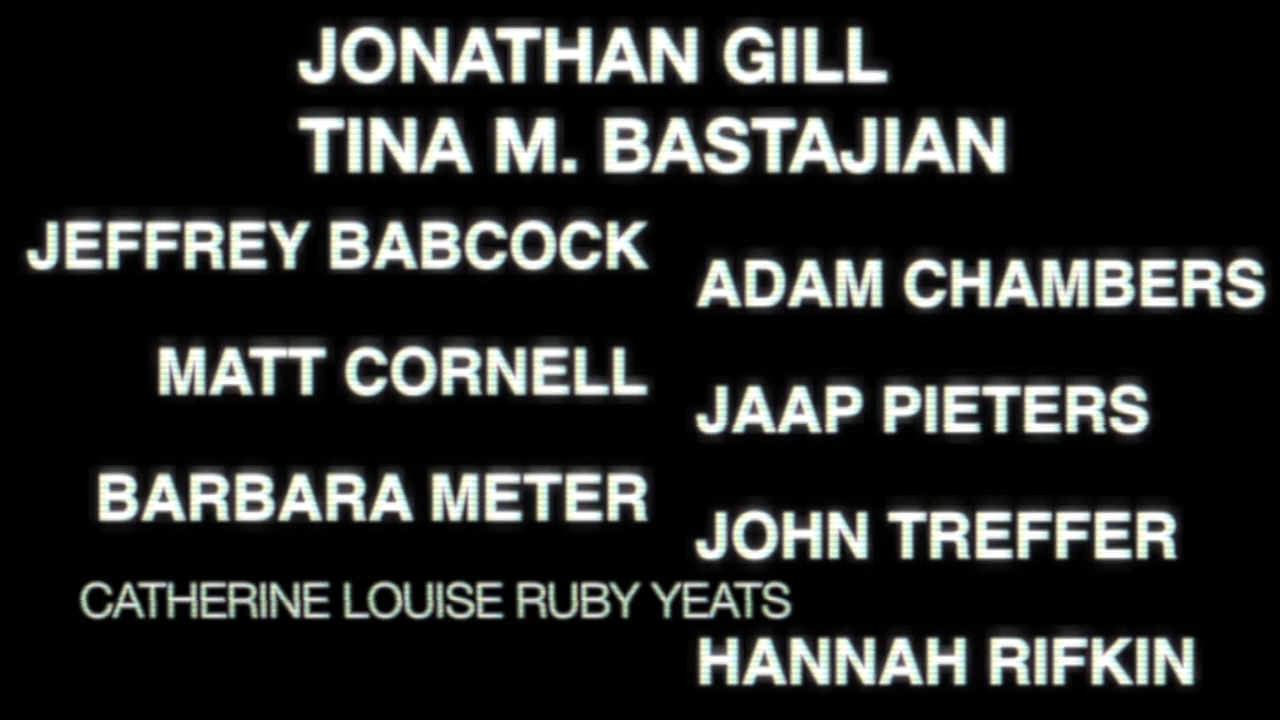 JONATHAN GILL
TINA M. BASTAJIAN
JEFFREY BABCOCK
ADAM CHAMBERS
MATT CORNELL
JAAP PIETERS
BARBARA METER
JOHN TREFFER
CATHERINE LOUISE RUBY YEATS
HANNAH RIFKIN